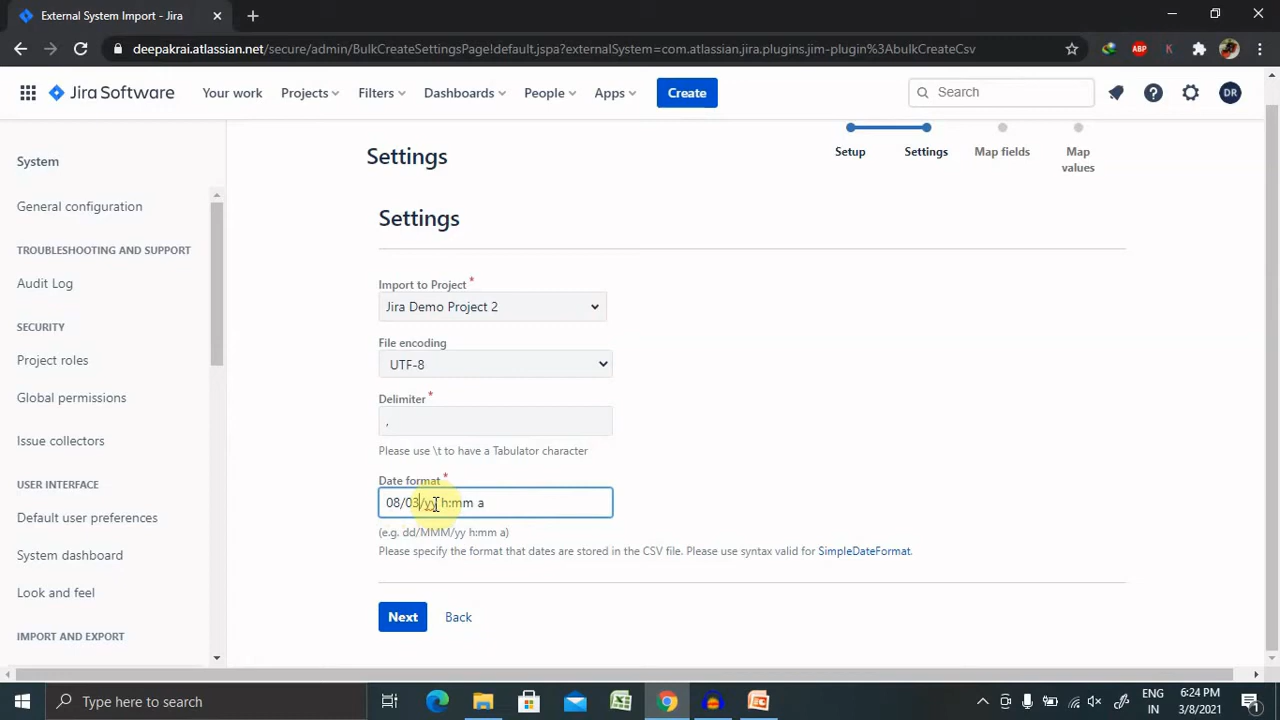 External System Import - Jira
deepakrai.atlassian.net/secure/admin/BulkCreateSettingsPage!default.jspa?externalSystem=com.atlassian.jira.plugins.jim-plugin%3AbulkCreateCsv
ABP
K
Jira Software
Your work
Projects
Filters
Dashboards
People
Apps
Create
Search
DR
System
General configuration
TROUBLESHOOTING AND SUPPORT
Audit Log
SECURITY
Project roles
Global permissions
Issue collectors
USER INTERFACE
Default user preferences
System dashboard
Look and feel
IMPORT AND EXPORT
Settings
Setup
Settings
Map fields
Map
values
Settings
Import to Project *
Jira Demo Project 2
File encoding
UTF-8
Delimiter *
,
Please use \t to have a Tabulator character
Date format *
08/03/yy h:mm a
(e.g. dd/MMM/yy h:mm a)
Please specify the format that dates are stored in the CSV file. Please use syntax valid for SimpleDateFormat.
Next
Back
Type here to search
ENG
IN
6:24 PM
3/8/2021
1